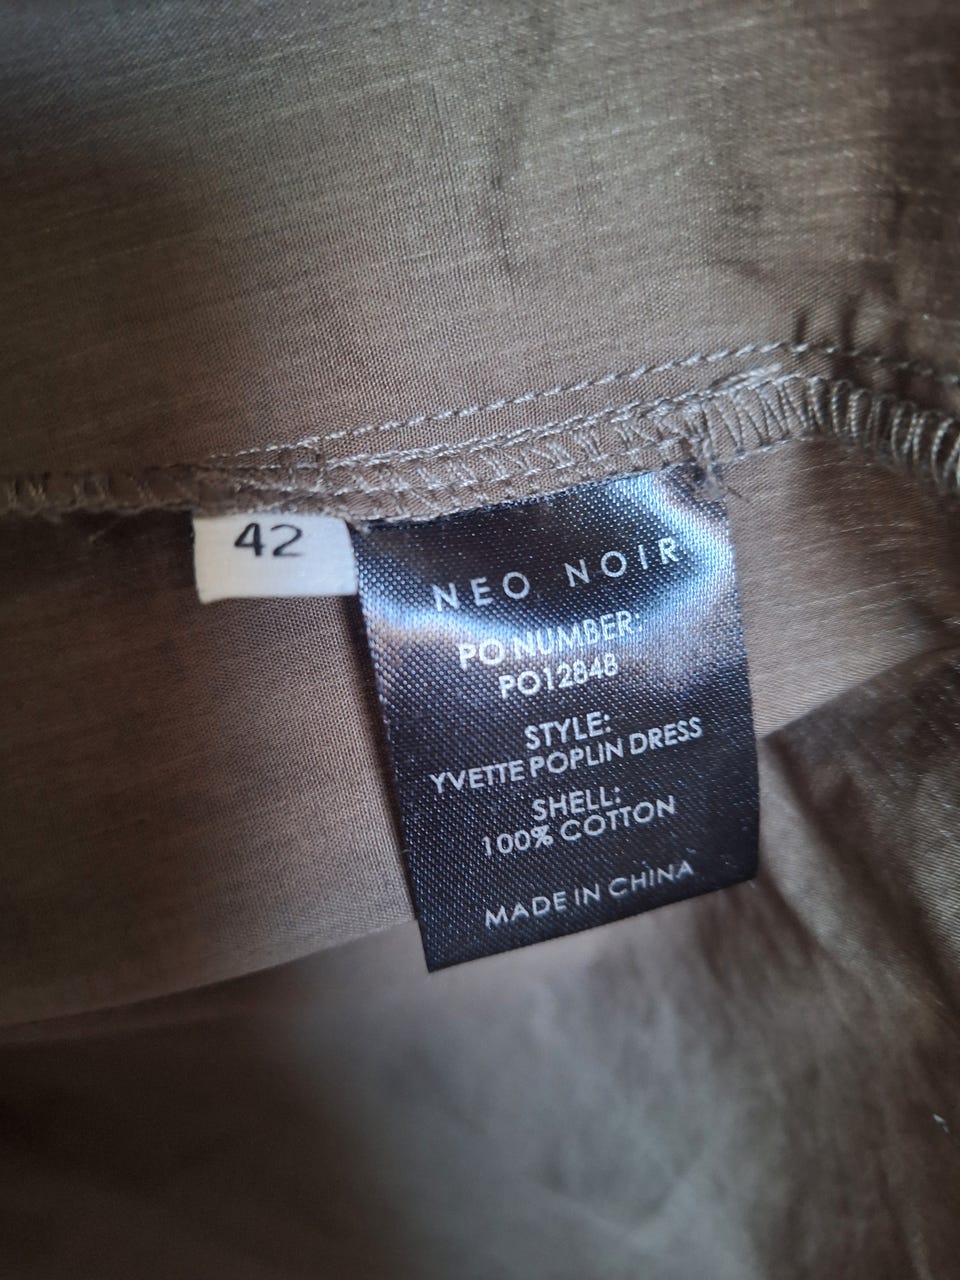 42
NEO NOIR
PO NUMBER:
PO12848
STYLE:
YVETTE POPLIN DRESS
SHELL:
100% COTTON
MADE IN CHINA